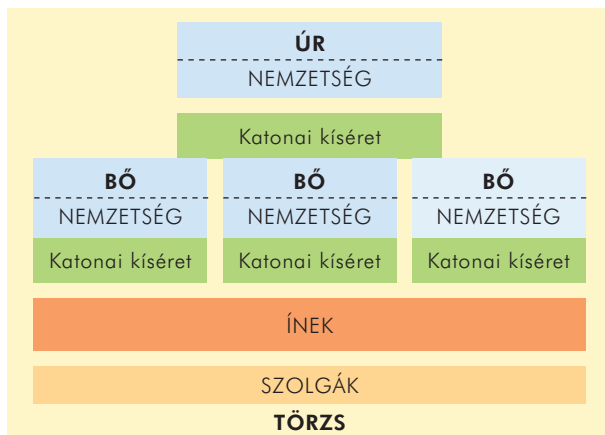 ÚR
NEMZETSÉG
Katonai kíséret
BŐ BŐ BŐ
NEMZETSÉG NEMZETSÉG NEMZETSÉG
Katonai kíséret Katonai kíséret Katonai kíséret
ÍNEK
SZOLGÁK
TÖRZS